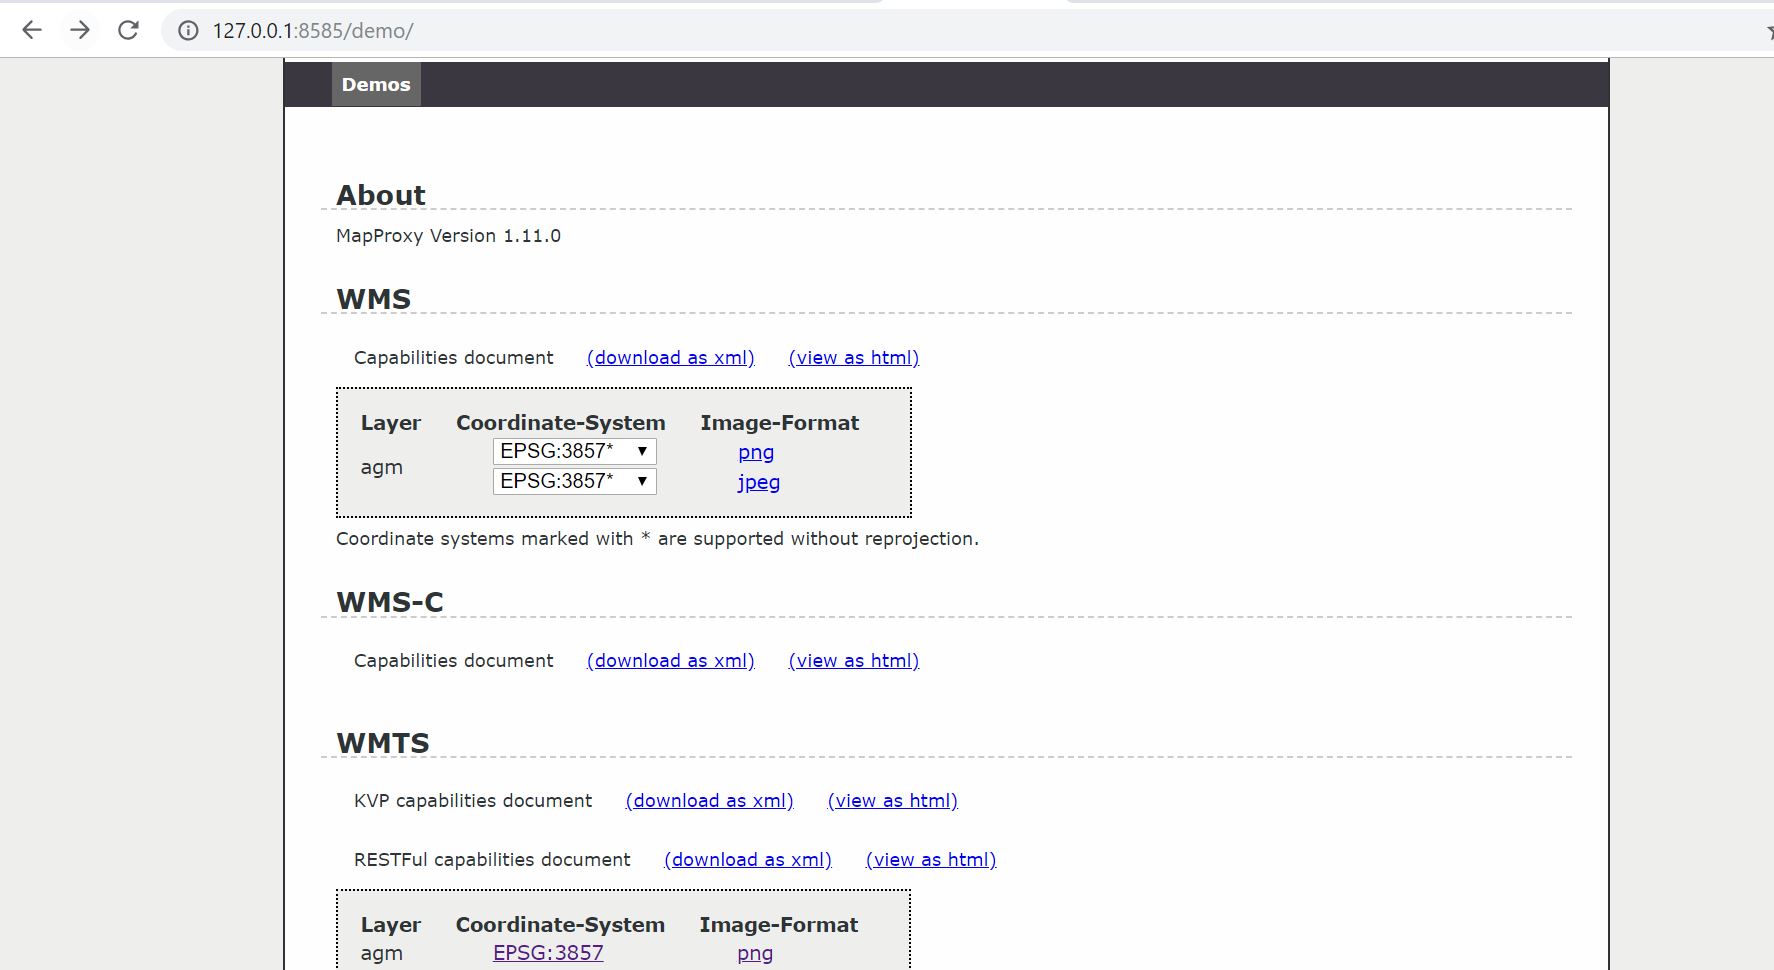 127.0.0.1:8585/demo/
Demos
About
MapProxy Version 1.11.0
WMS
Capabilities document (download as xml) (view as html)
Layer Coordinate-System Image-Format
EPSG:3857* png
agm
EPSG:3857* jpeg
Coordinate systems marked with * are supported without reprojection.
WMS-C
Capabilities document (download as xml) (view as html)
WMTS
KVP capabilities document (download as xml) (view as html)
RESTFul capabilities document (download as xml) (view as html)
Layer Coordinate-System Image-Format
agm EPSG:3857 png